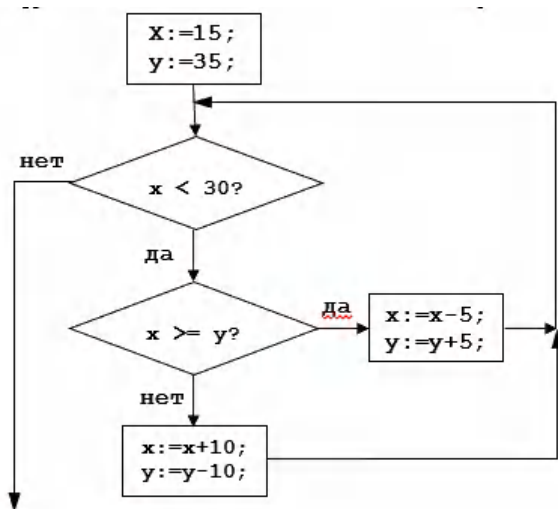 X:=15;
y:=35;
нет
x < 30?
да
x >= y?
да
x:=x-5;
y:=y+5;
нет
x:=x+10;
y:=y-10;